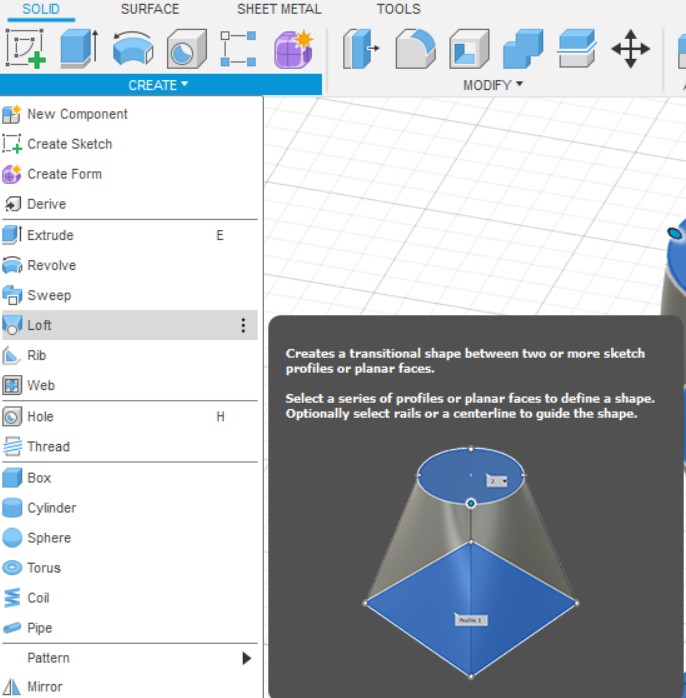 SOLID SURFACE SHEET METAL TOOLS
CREATE MODIFY
New Component
Create Sketch
Create Form
Derive
Extrude E
Revolve
Sweep
Loft
Rib
Web
Hole H
Thread
Box
Cylinder
Sphere
Torus
Coil
Pipe
Pattern
Mirror
Creates a transitional shape between two or more sketch
profiles or planar faces.
Select a series of profiles or planar faces to define a shape.
Optionally select rails or a centerline to guide the shape.
2